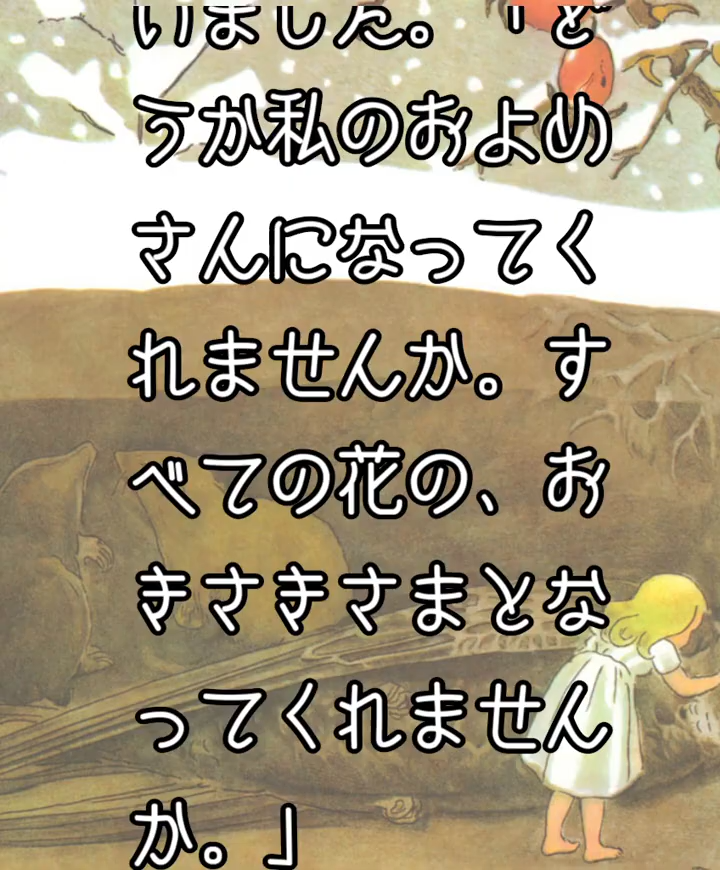 いました。「ど
うか私のおよめ
さんになってく
れませんか。す
べての花の、お
きさきさまとな
ってくれません
か。」